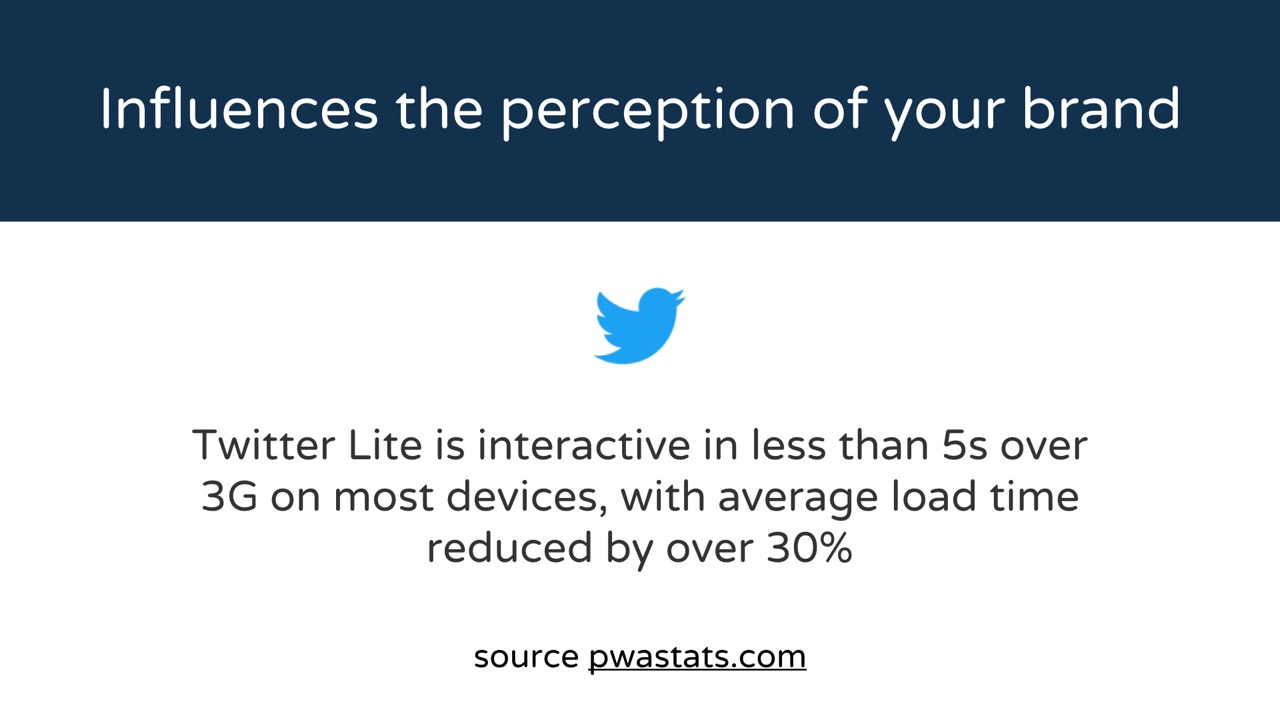 Influences the perception of your brand
Twitter Lite is interactive in less than 5s over
3G on most devices, with average load time
reduced by over 30%
source pwastats.com